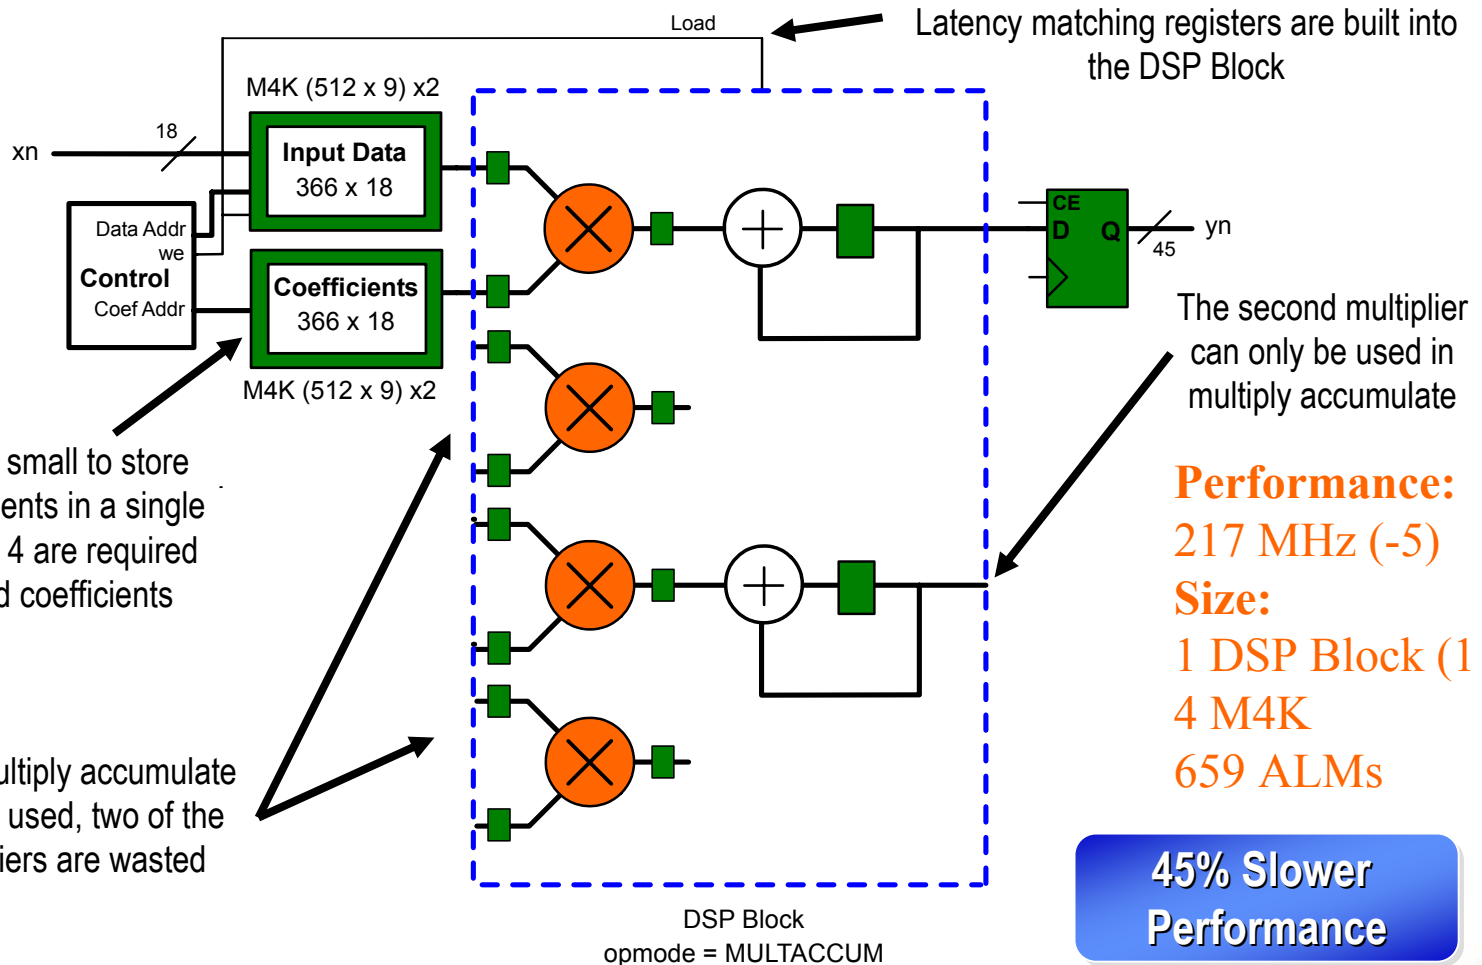 Load
Latency matching registers are built into
the DSP Block
M4K (512 x 9) x2
xn
18
Input Data
366 x 18
Data Addr
we
Control
Coef Addr
Coefficients
366 x 18
M4K (512 x 9) x2
CE
D
Q
45
yn
The second multiplier
can only be used in
multiply accumulate
small to store
ents in a single
4 are required
d coefficients
Performance:
217 MHz (-5)
Size:
1 DSP Block (1
4 M4K
659 ALMs
ultiply accumulate
used, two of the
iers are wasted
45% Slower
Performance
DSP Block
opmode = MULTACCUM